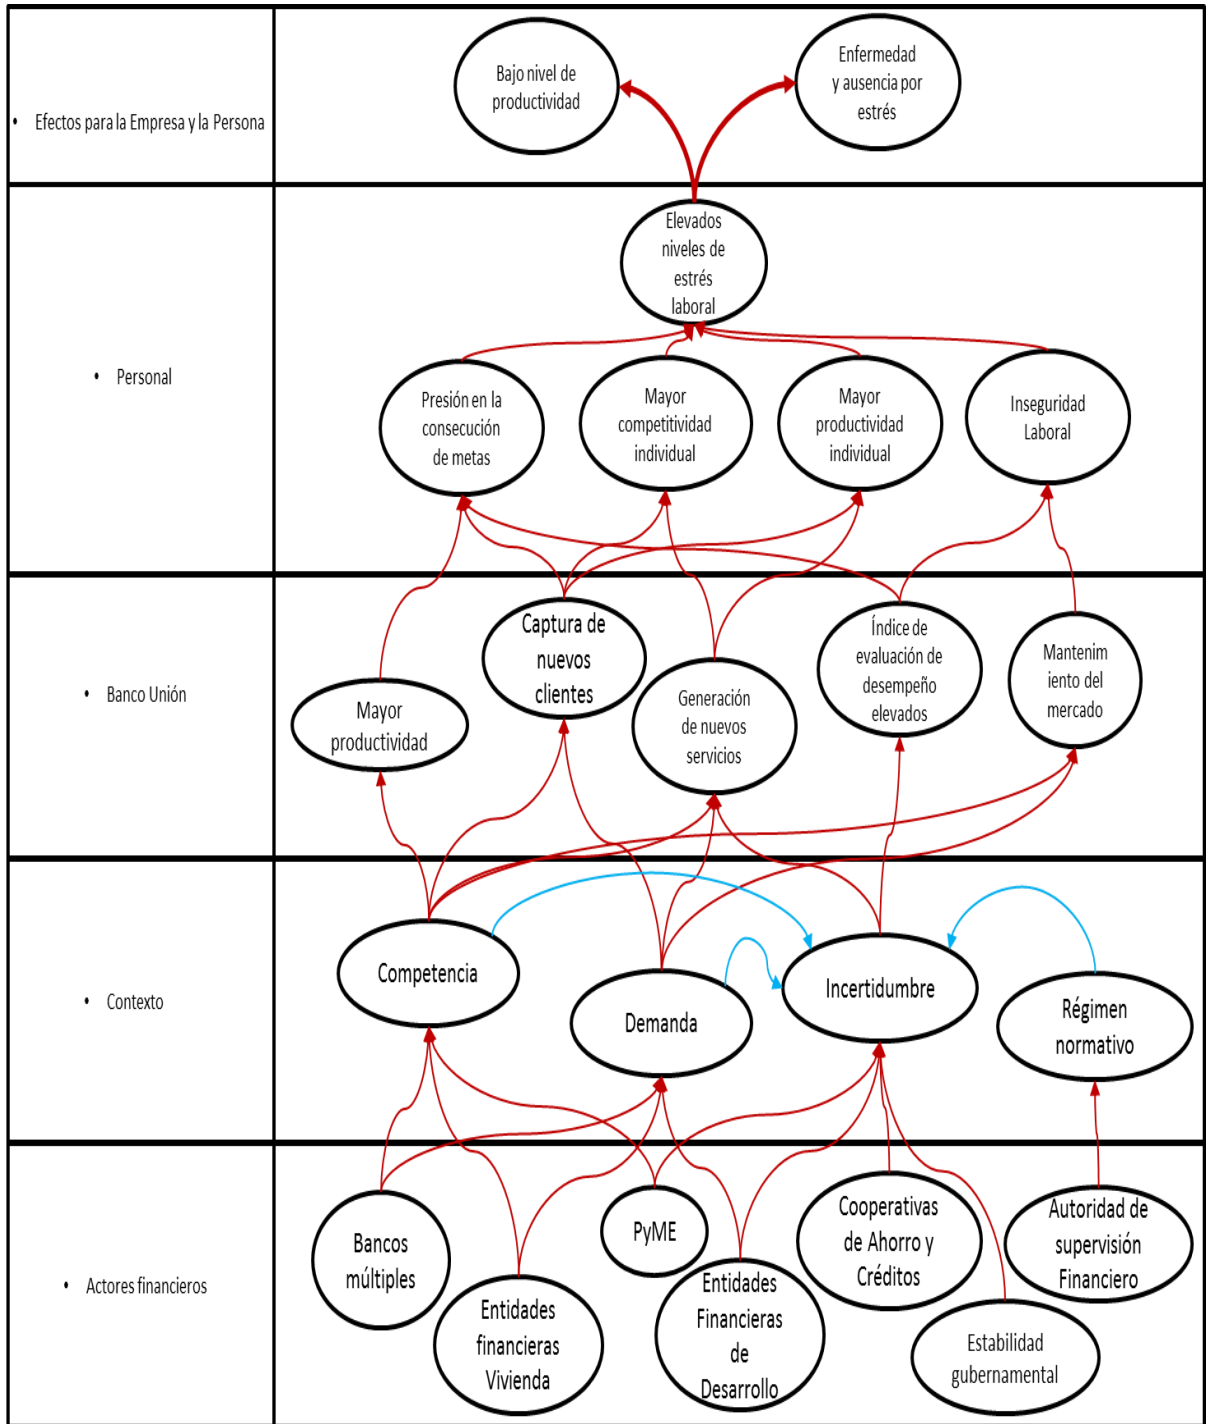 • Efectos para la Empresa y la Persona
Bajo nivel de
productividad
Enfermedad
y ausencia por
estrés
• Personal
Elevados
niveles de
estrés
laboral
Presión en la
consecución
de metas
Mayor
competitividad
individual
Mayor
productividad
individual
Inseguridad
Laboral
• Banco Unión
Mayor
productividad
Captura de
nuevos
clientes
Generación
de nuevos
servicios
Índice de
evaluación de
desempeño
elevados
Mantenim
iento del
mercado
• Contexto
Competencia
Demanda
Incertidumbre
Régimen
normativo
• Actores financieros
Bancos
múltiples
Entidades
financieras
Vivienda
PyME
Entidades
Financieras
de
Desarrollo
Cooperativas
de Ahorro y
Créditos
Estabilidad
gubernamental
Autoridad de
supervisión
Financiero